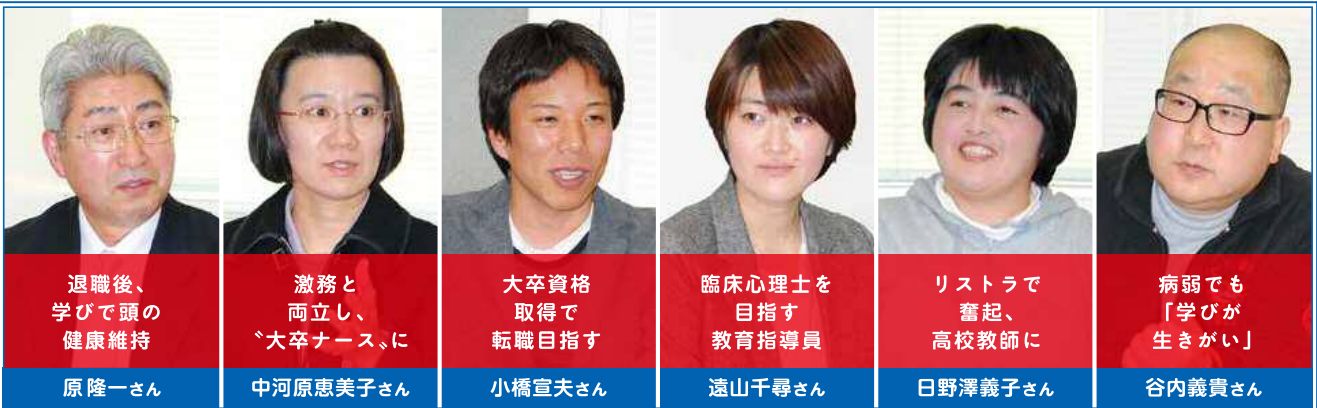 退職後、
学びで頭の
健康維持
原隆一さん
激務と
両立し、
〝大卒ナース〟に
中河原恵美子さん
大卒資格
取得で
転職目指す
小橋宣夫さん
臨床心理士を
目指す
教育指導員
遠山千尋さん
リストラで
奮起、
高校教師に
日野澤義子さん
病弱でも
「学びが
生きがい」
谷内義貴さん